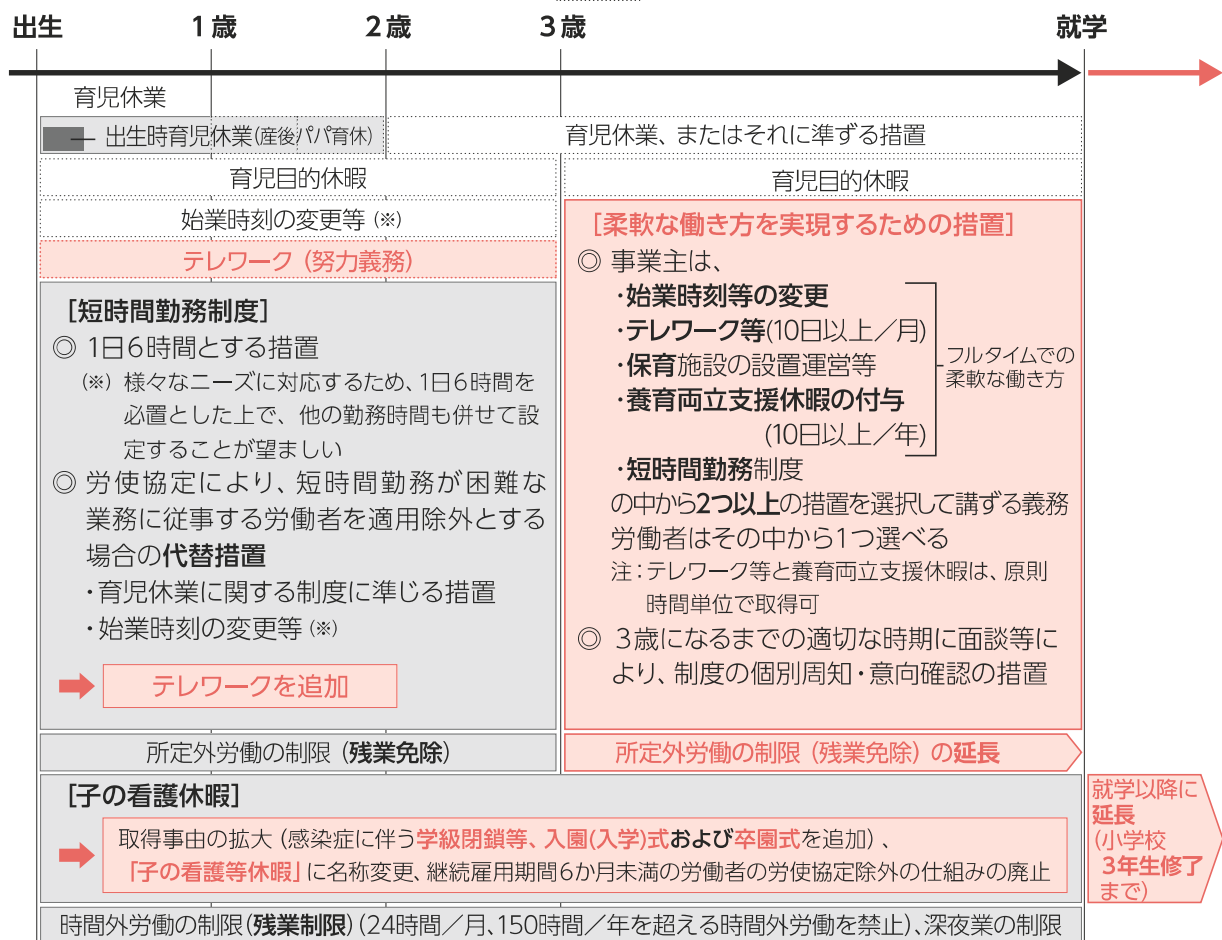 出生 1歳 2歳 3歳 就学
育児休業
出生時育児休業(産後パパ育休)
育児休業、またはそれに準ずる措置
育児目的休暇
育児目的休暇
始業時刻の変更等(※)
テレワーク(努力義務)
[短時間勤務制度]
◎ 1日6時間とする措置
(※) 様々なニーズに対応するため、1日6時間を
必置とした上で、他の勤務時間も併せて設
定することが望ましい
◎ 労使協定により、短時間勤務が困難な
業務に従事する労働者を適用除外とする
場合の代替措置
・育児休業に関する制度に準じる措置
・始業時刻の変更等(※)
テレワークを追加
[柔軟な働き方を実現するための措置]
◎ 事業主は、
・始業時刻等の変更
・テレワーク等(10日以上/月)
・保育施設の設置運営等
・養育両立支援休暇の付与
(10日以上/年)
フルタイムでの
柔軟な働き方
・短時間勤務制度
の中から2つ以上の措置を選択して講ずる義務
労働者はその中から1つ選べる
注:テレワーク等と養育両立支援休暇は、原則
時間単位で取得可
◎ 3歳になるまでの適切な時期に面談等に
より、制度の個別周知・意向確認の措置
所定外労働の制限(残業免除)
所定外労働の制限(残業免除)の延長
[子の看護休暇]
取得事由の拡大(感染症に伴う学級閉鎖等、入園(入学)式および卒園式を追加)、
「子の看護等休暇」に名称変更、継続雇用期間6か月未満の労働者の労使協定除外の仕組みの廃止
就学以降に
延長
(小学校
3年生修了
まで)
時間外労働の制限(残業制限)(24時間/月、150時間/年を超える時間外労働を禁止)、深夜業の制限